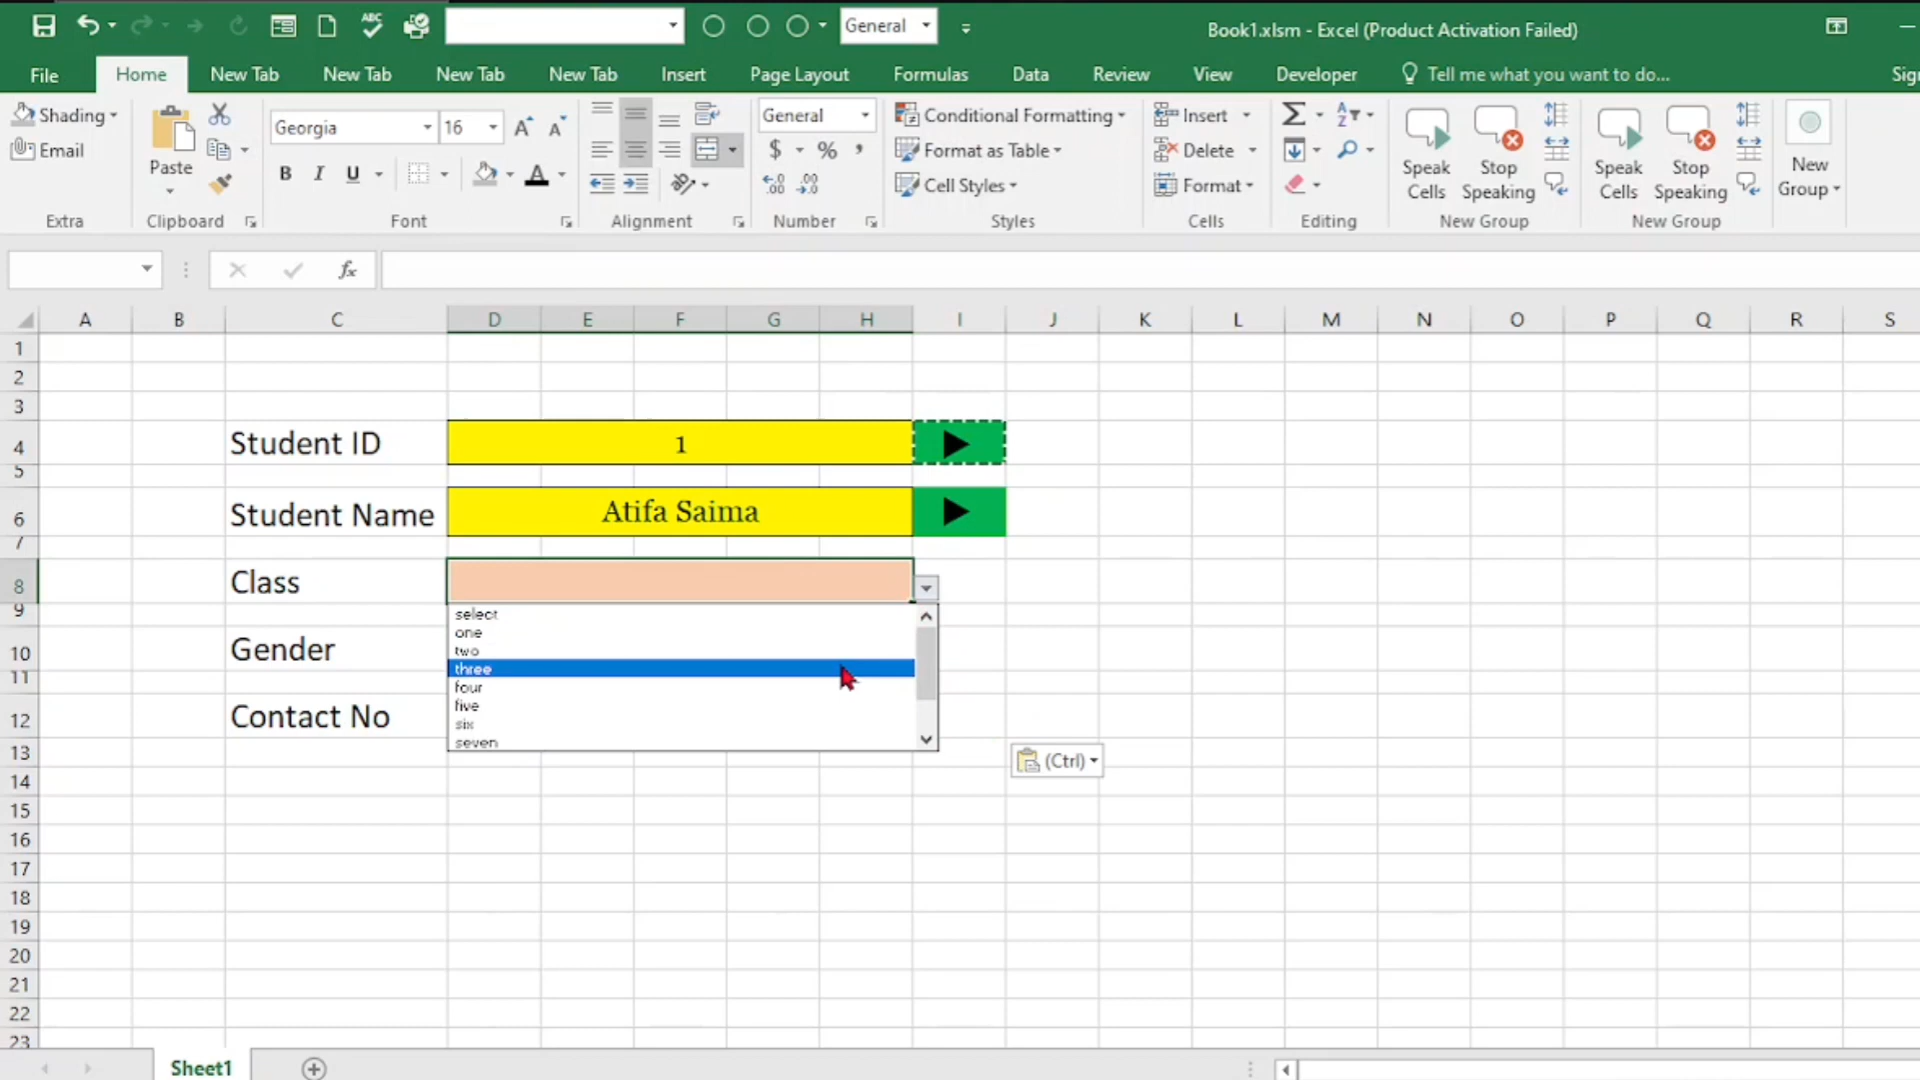 ABC
General
Book1.xlsm - Excel (Product Activation Failed)
File
Home
New Tab
New Tab
New Tab
New Tab
Insert
Page Layout
Formulas
Data
Review
View
Developer
Tell me what you want to do...
Shading
Email
Extra
Paste
Clipboard
Georgia
16
A A
B I U A
Font
Alignment
General
$ % ,
Number
Conditional Formatting
Format as Table
Cell Styles
Styles
Insert
Delete
Format
Cells
Editing
Speak Cells
Stop Speaking
New Group
Speak Cells
Stop Speaking
New Group
New Group
fx
A B C D E F G H I J K L M N O P Q R S
1
2
3
4 Student ID 1
5
6 Student Name Atifa Saima
7
8 Class
9
select
one
two
10 Gender
11
three
four
five
12 Contact No
six
seven
13
(Ctrl)
14
15
16
17
18
19
20
21
22
23
Sheet1